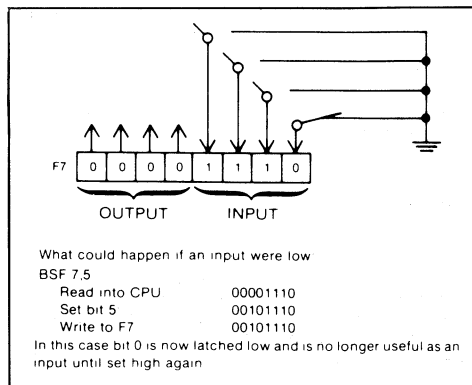 F7 0 0 0 0 1 1 1 0
OUTPUT INPUT
What could happen if an input were low
BSF 7,5
Read into CPU 00001110
Set bit 5 00101110
Write to F7 00101110
In this case bit 0 is now latched low and is no longer useful as an
input until set high again